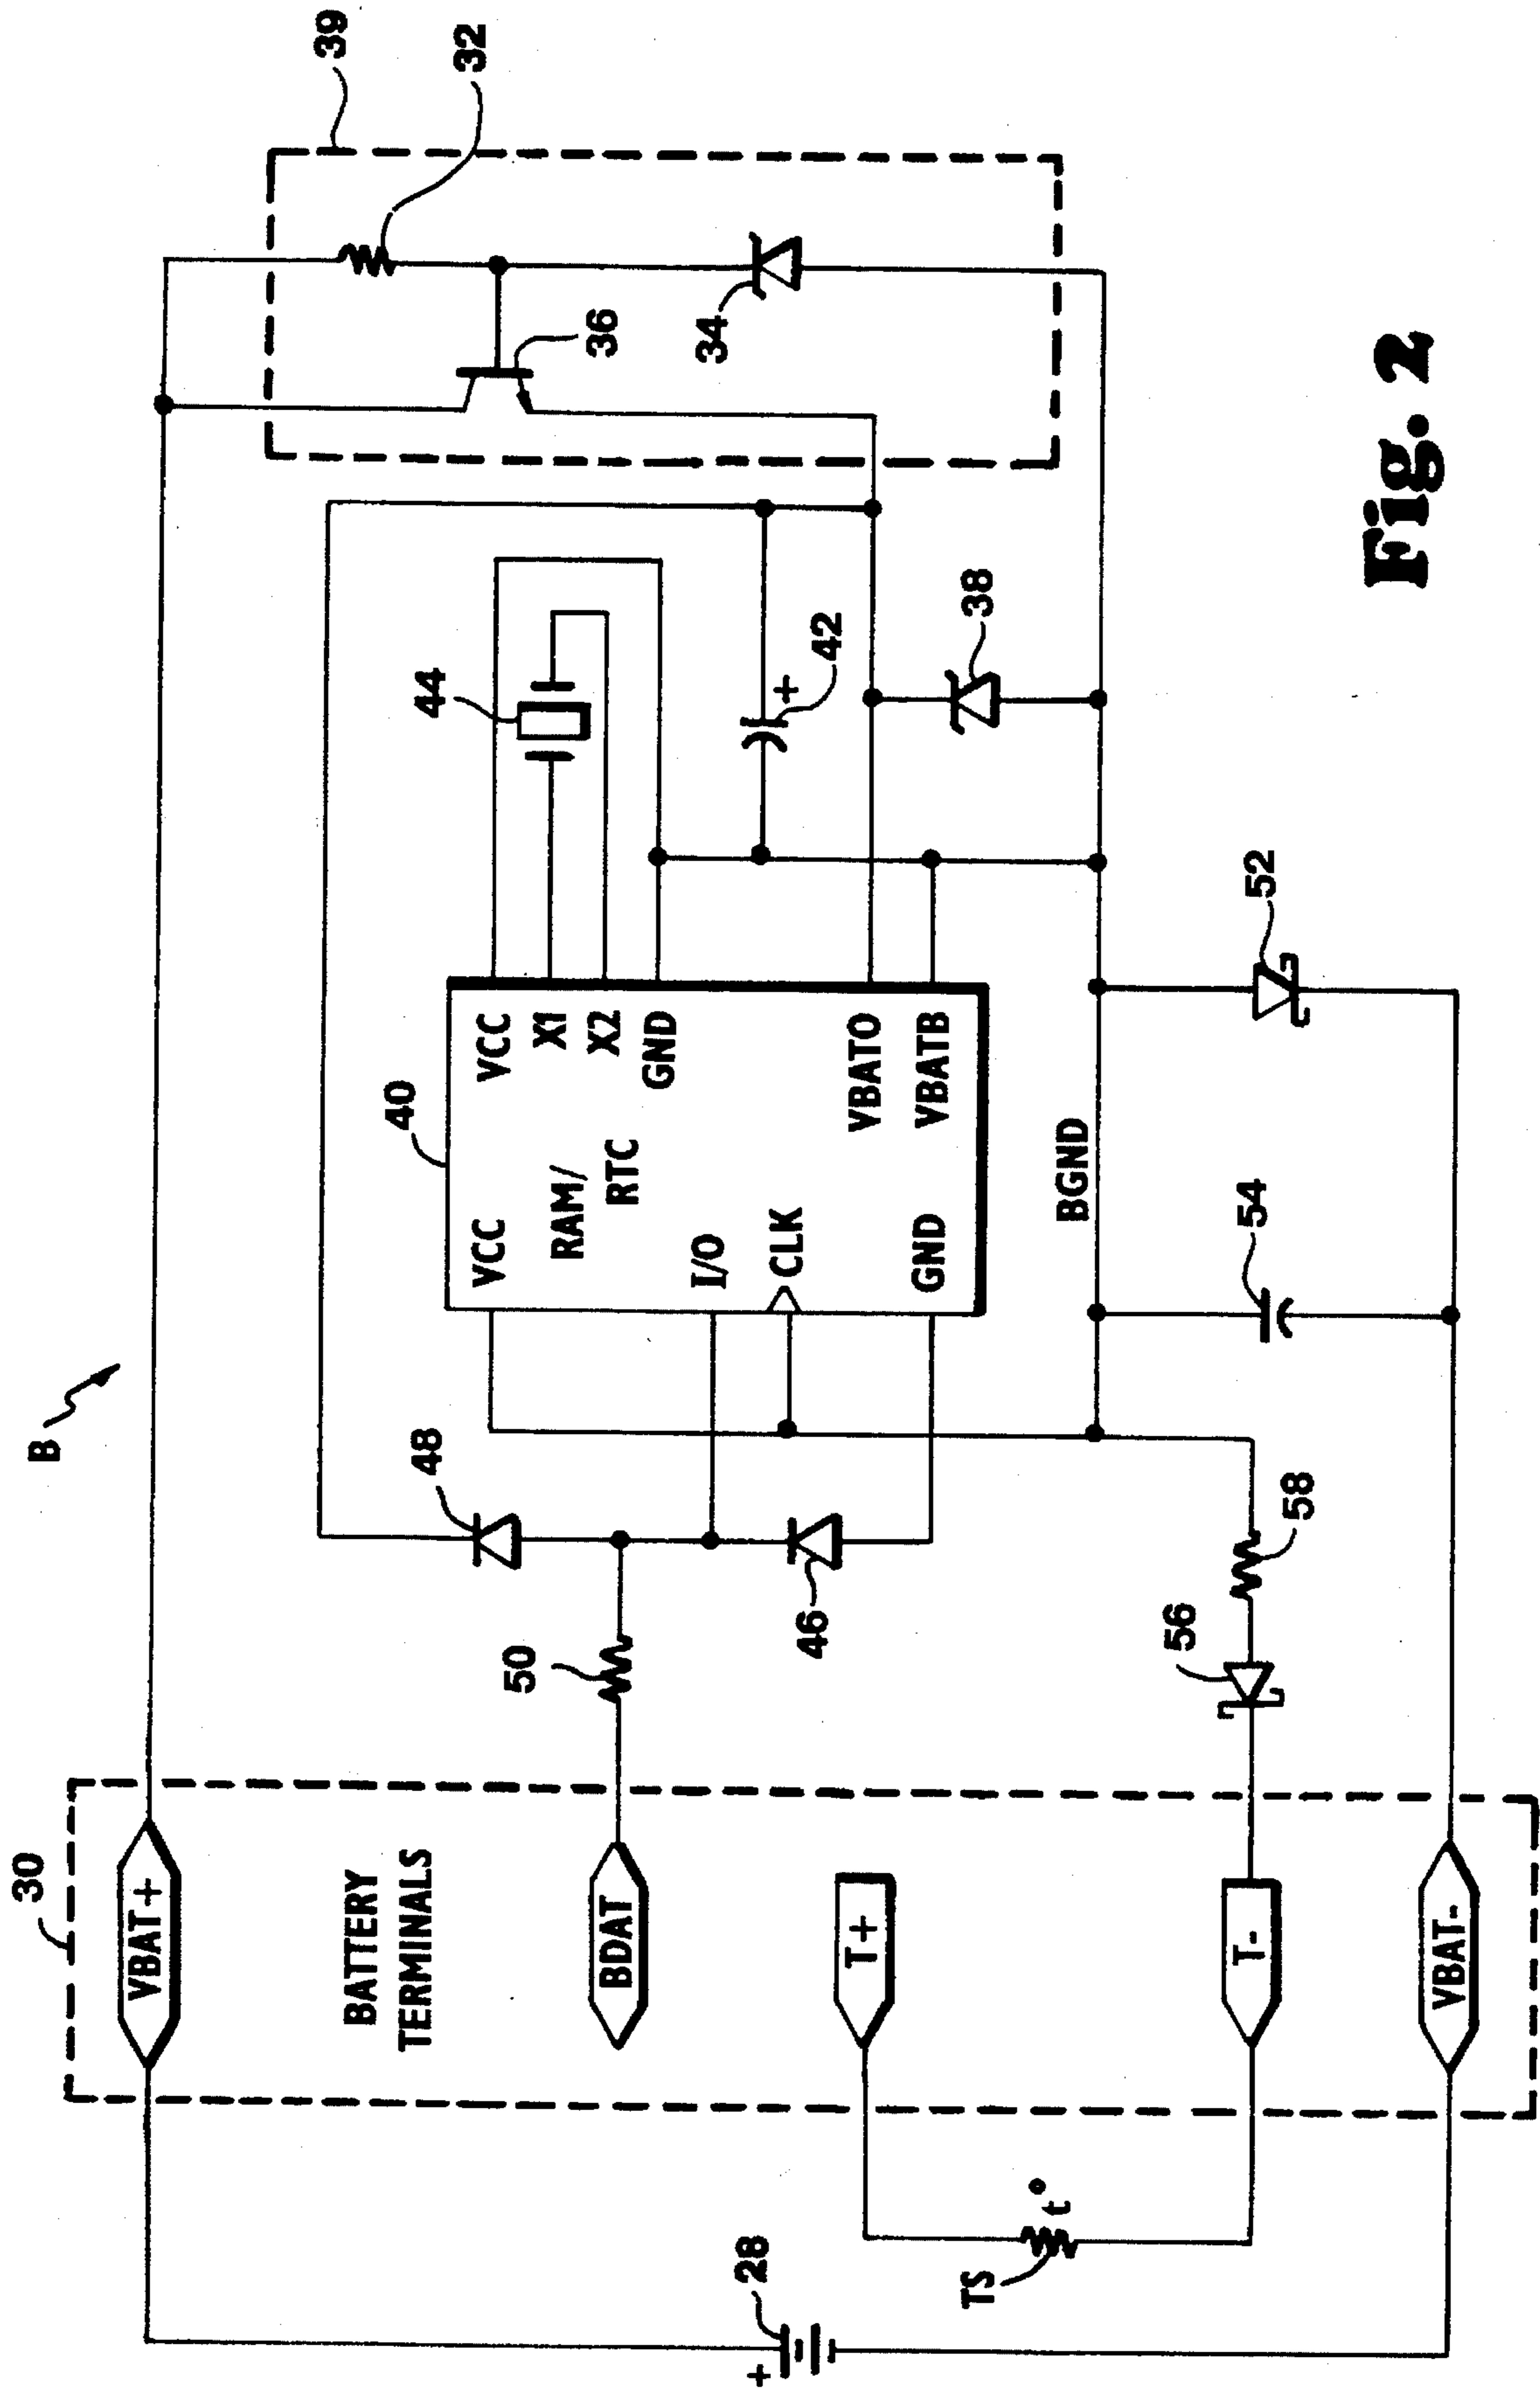 B
30
VBAT+
BATTERY
TERMINALS
BDAT
T+
T-
VBAT-
28
+
TS
t°
50
48
46
56
58
40
VCC
RAM/
RTC
I/O
CLK
GND
VCC
X1
X2
GND
VBATO
VBATB
BGND
54
52
44
42
+
38
39
32
36
34
Fig. 2